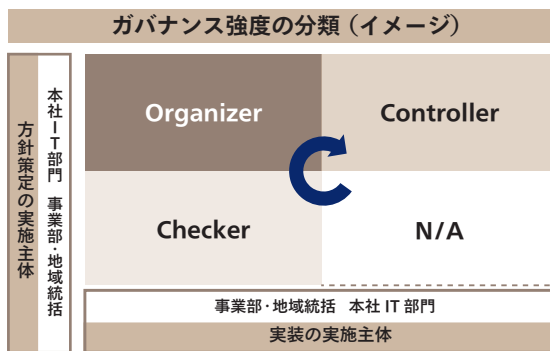 ガバナンス強度の分類（イメージ）
方針策定の実施主体
本社IT部門 事業部・地域統括
Organizer
Controller
Checker
N/A
事業部・地域統括 本社 IT 部門
実装の実施主体